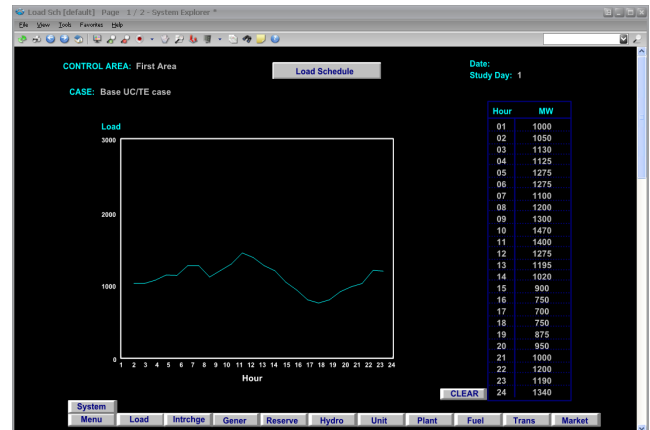 Load Sch [default] Page 1 / 2 - System Explorer *
File View Tools Favorites Help
CONTROL AREA: First Area
Load Schedule
Date:
Study Day: 1
CASE: Base UC/TE case
Hour MW
01 1000
02 1050
03 1130
04 1125
05 1275
06 1275
07 1100
08 1200
09 1300
10 1470
11 1400
12 1275
13 1195
14 1020
15 900
16 750
17 700
18 750
19 875
20 950
21 1000
22 1200
23 1190
24 1340
Load
3000
2000
1000
0
1 2 3 4 5 6 7 8 9 10 11 12 13 14 15 16 17 18 19 20 21 22 23 24
Hour
CLEAR
System
Menu Load Intrchge Gener Reserve Hydro Unit Plant Fuel Trans Market